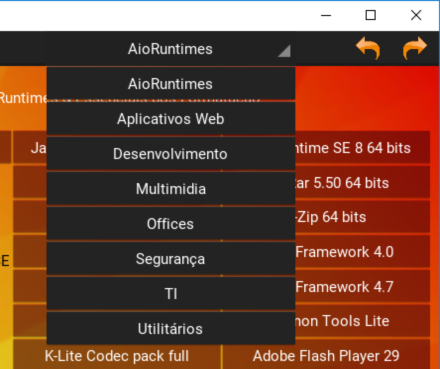 AioRuntimes
AioRuntimes
Aplicativos Web
Desenvolvimento
Multimidia
Offices
Segurança
TI
Utilitários
Ja
ntime SE 8 64 bits
ar 5.50 64 bits
-Zip 64 bits
Framework 4.0
Framework 4.7
non Tools Lite
K-Lite Codec pack full
Adobe Flash Player 29